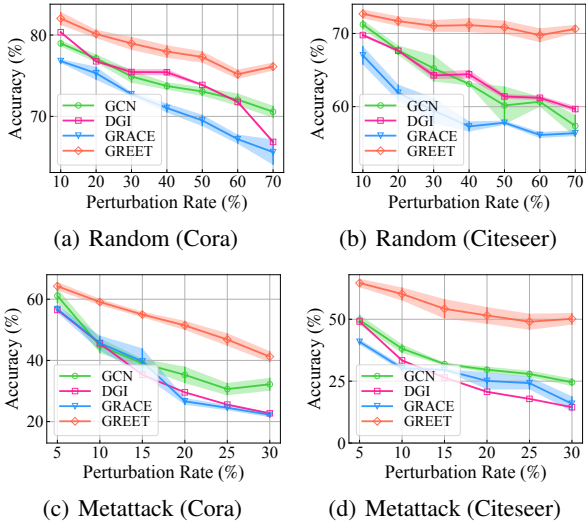 Accuracy (%)
80
70
GCN
DGI
GRACE
GREET
10 20 30 40 50 60 70
Perturbation Rate (%)
(a) Random (Cora)
Accuracy (%)
70
60
GCN
DGI
GRACE
GREET
10 20 30 40 50 60 70
Perturbation Rate (%)
(b) Random (Citeseer)
Accuracy (%)
60
40
20
GCN
DGI
GRACE
GREET
5 10 15 20 25 30
Perturbation Rate (%)
(c) Metattack (Cora)
Accuracy (%)
50
25
0
GCN
DGI
GRACE
GREET
5 10 15 20 25 30
Perturbation Rate (%)
(d) Metattack (Citeseer)